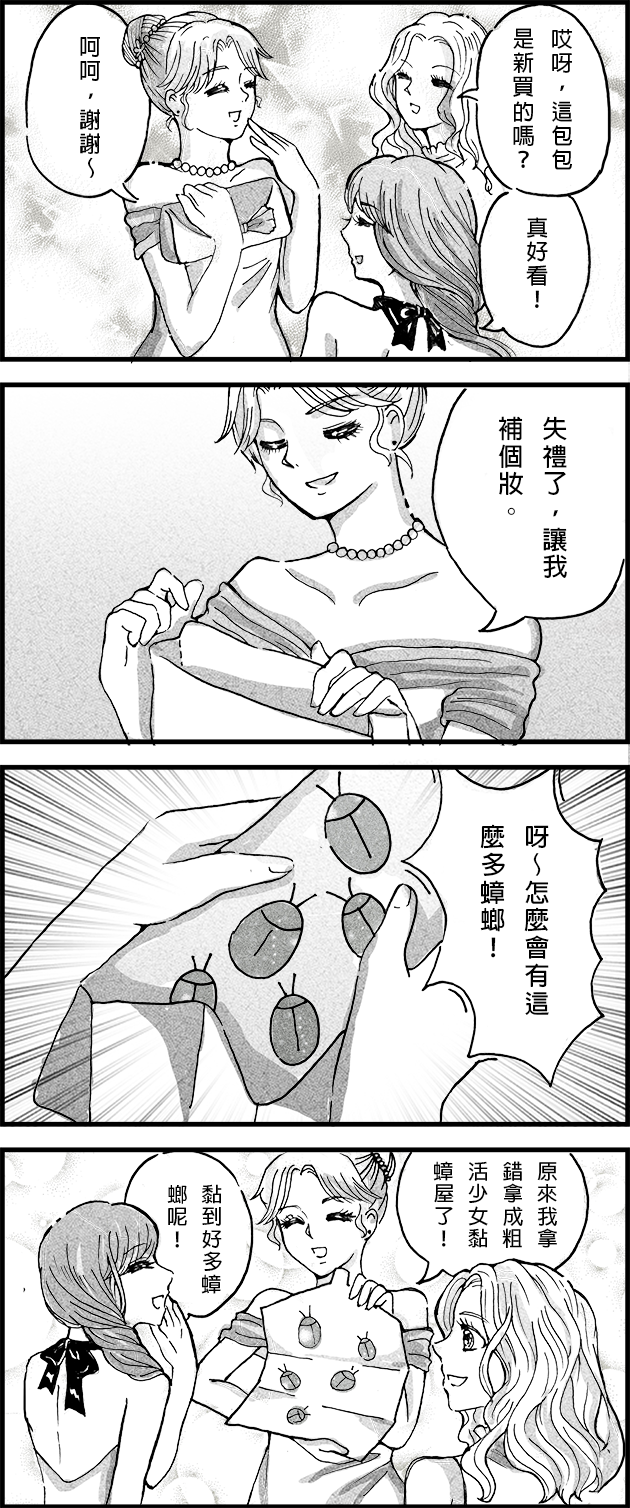 哎呀，這包包
是新買的嗎？
真好看！
呵呵，謝謝～
失禮了，讓我
補個妝。
呀～怎麼會有這
麼多蟑螂！
原來我拿
錯拿成粗
活少女黏
蟑屋了！
黏到好多蟑
螂呢！